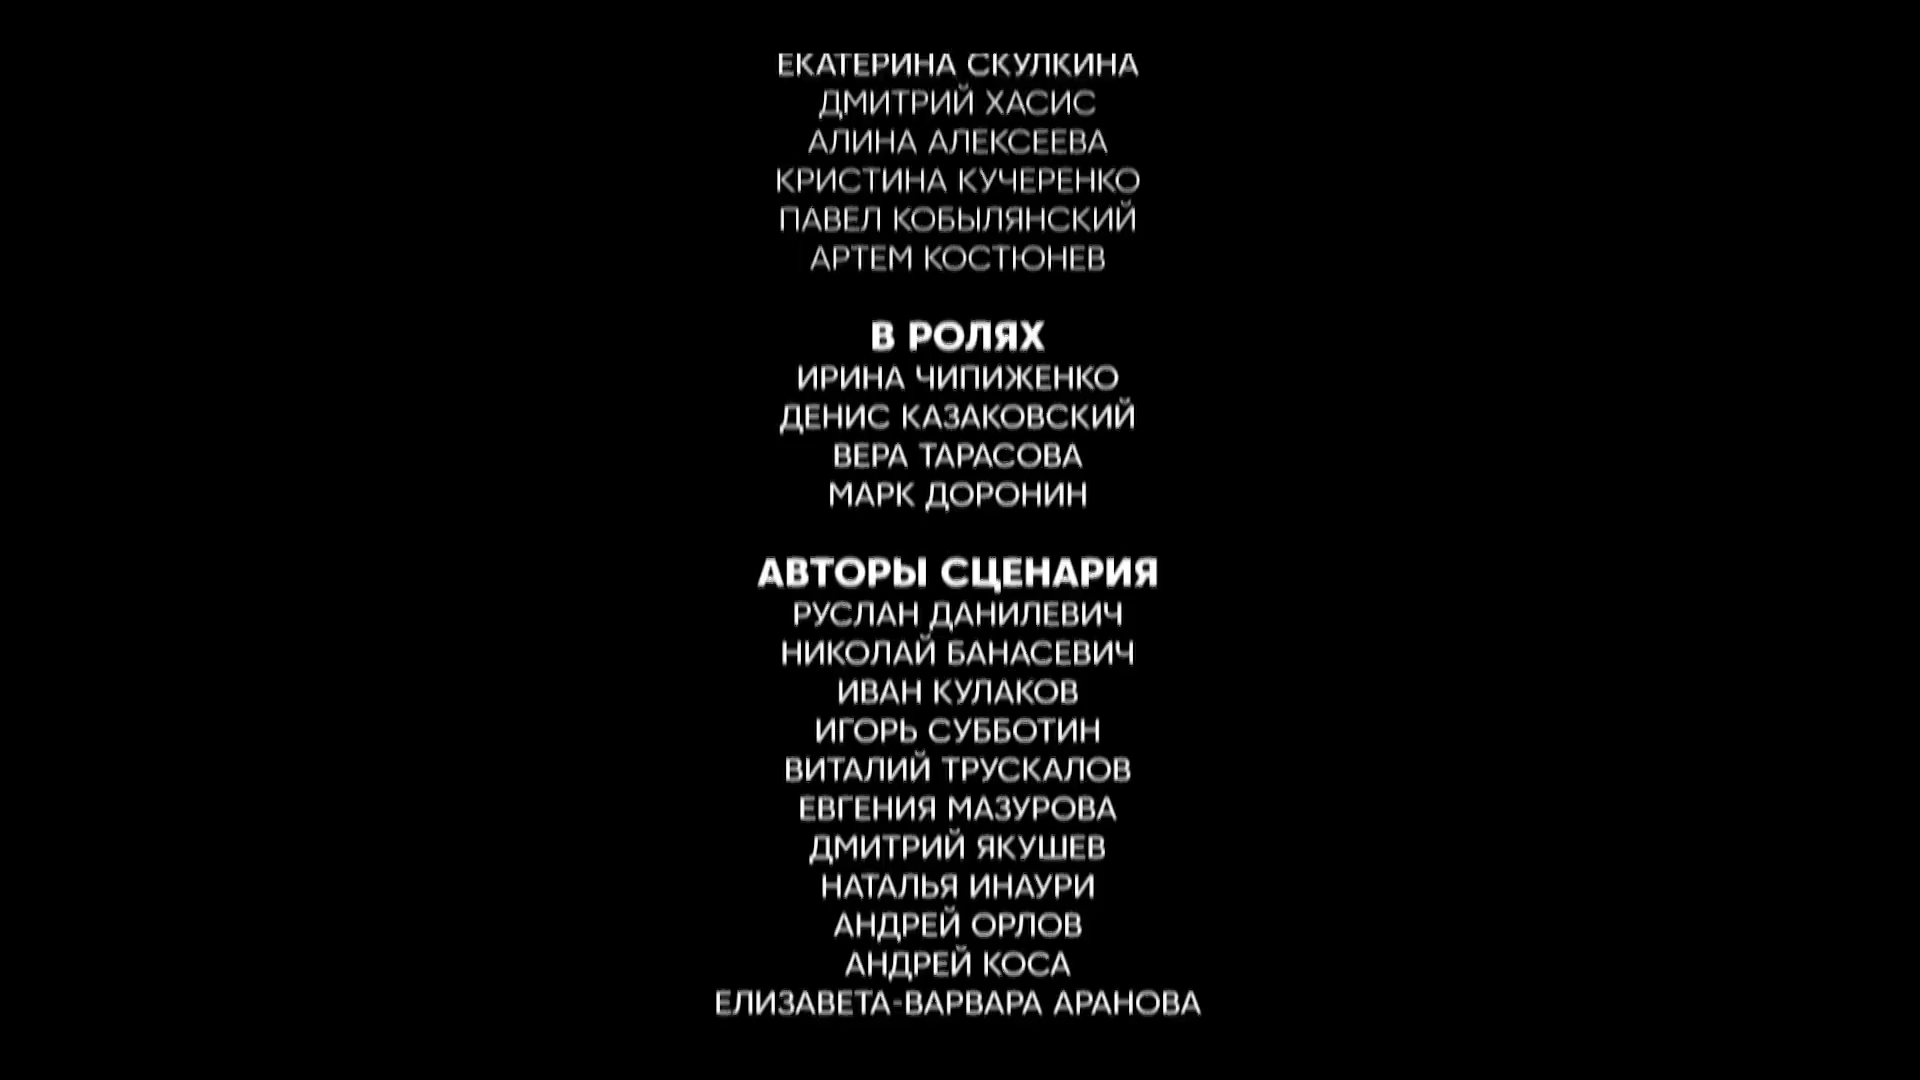 ЕКАТЕРИНА СКУЛКИНА
ДМИТРИЙ ХАСИС
АЛИНА АЛЕКСЕЕВА
КРИСТИНА КУЧЕРЕНКО
ПАВЕЛ КОБЫЛЯНСКИЙ
АРТЕМ КОСТЮНЕВ
В РОЛЯХ
ИРИНА ЧИПИЖЕНКО
ДЕНИС КАЗАКОВСКИЙ
ВЕРА ТАРАСОВА
МАРК ДОРОНИН
АВТОРЫ СЦЕНАРИЯ
РУСЛАН ДАНИЛЕВИЧ
НИКОЛАЙ БАНАСЕВИЧ
ИВАН КУЛАКОВ
ИГОРЬ СУББОТИН
ВИТАЛИЙ ТРУСКАЛОВ
ЕВГЕНИЯ МАЗУРОВА
ДМИТРИЙ ЯКУШЕВ
НАТАЛЬЯ ИНАУРИ
АНДРЕЙ ОРЛОВ
АНДРЕЙ КОСА
ЕЛИЗАВЕТА-ВАРВАРА АРАНОВА